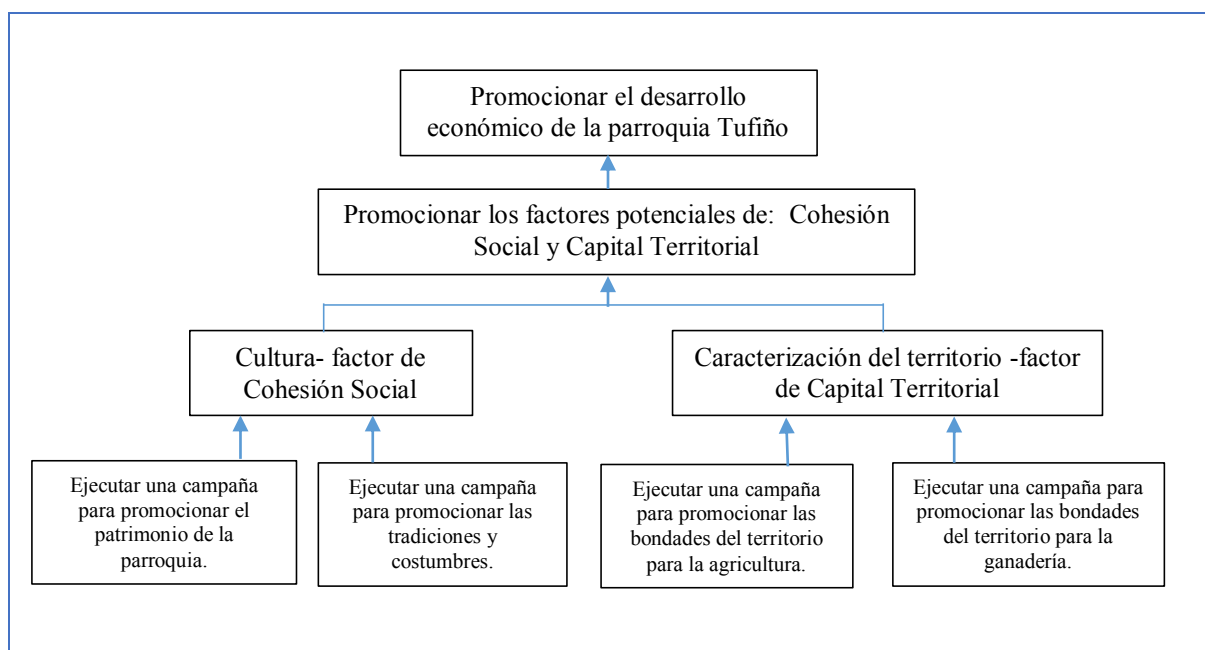 Promocionar el desarrollo
económico de la parroquia Tufiño
Promocionar los factores potenciales de:  Cohesión
Social y Capital Territorial
Cultura- factor de
Cohesión Social
Caracterización del territorio -factor
de Capital Territorial
Ejecutar una campaña
para promocionar el
patrimonio de la
parroquia.
Ejecutar una campaña
para promocionar las
tradiciones y
costumbres.
Ejecutar una campaña
para promocionar las
bondades del territorio
para la agricultura.
Ejecutar una campaña para
promocionar las bondades
del territorio para la
ganadería.